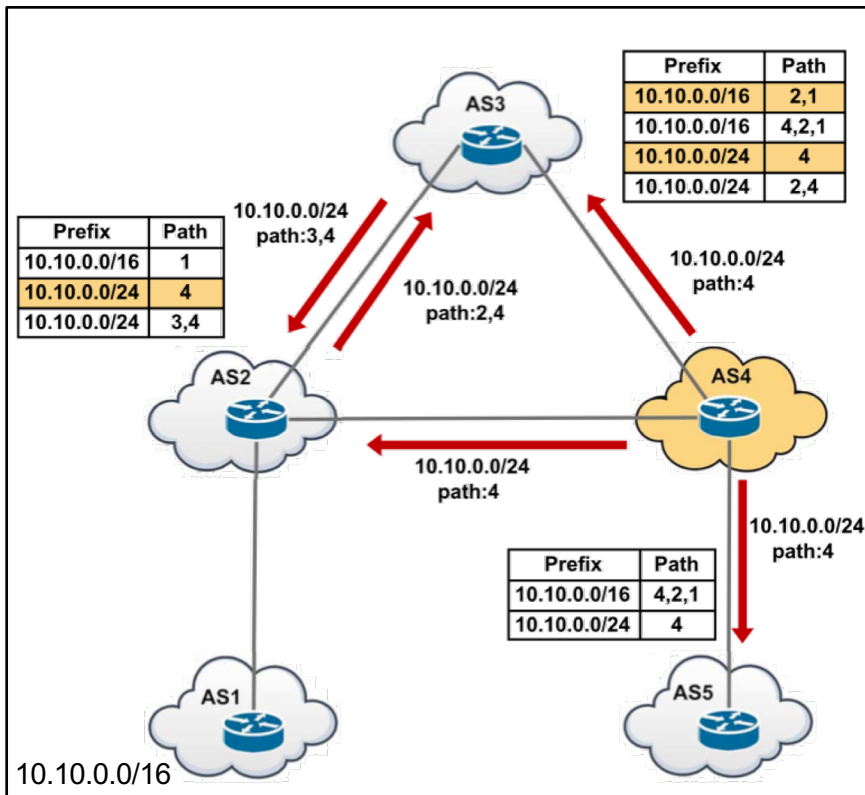 Prefix Path
10.10.0.0/16 2,1
10.10.0.0/16 4,2,1
10.10.0.0/24 4
10.10.0.0/24 2,4
AS3
10.10.0.0/24
path:3,4
Prefix Path
10.10.0.0/16 1
10.10.0.0/24 4
10.10.0.0/24 3,4
10.10.0.0/24
path:2,4
10.10.0.0/24
path:4
AS2
AS4
10.10.0.0/24
path:4
10.10.0.0/24
path:4
Prefix Path
10.10.0.0/16 4,2,1
10.10.0.0/24 4
AS1
AS5
10.10.0.0/16